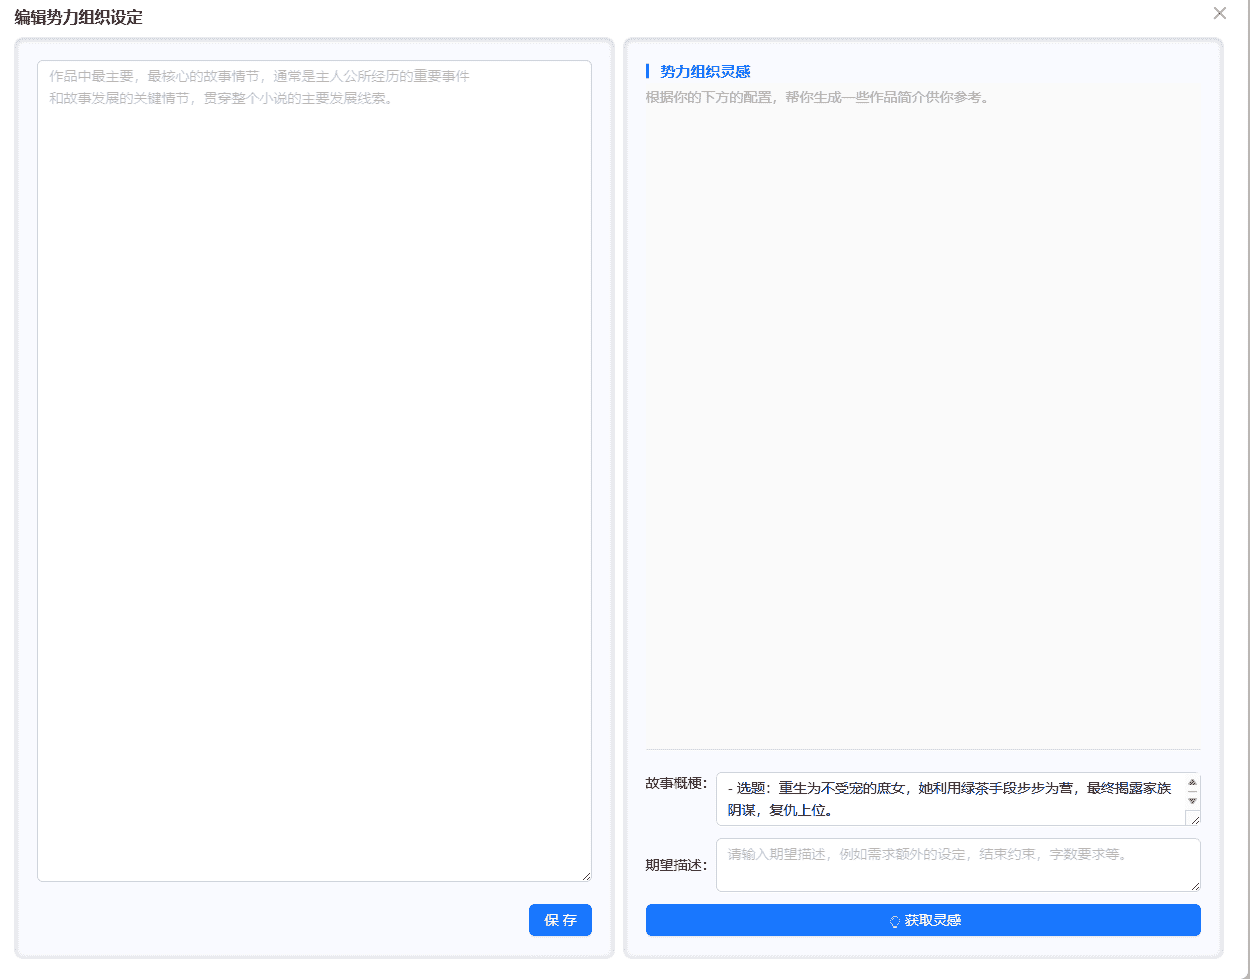 编辑势力组织设定
作品中最主要，最核心的故事情节，通常是主人公所经历的重要事件
和故事发展的关键情节，贯穿整个小说的主要发展线索。
保 存
势力组织灵感
根据你的下方的配置，帮你生成一些作品简介供你参考。
故事概梗：
- 选题：重生为不受宠的庶女，她利用绿茶手段步步为营，最终揭露家族
阴谋，复仇上位。
期望描述：
请输入期望描述，例如需求额外的设定，结束约束，字数要求等。
获取灵感